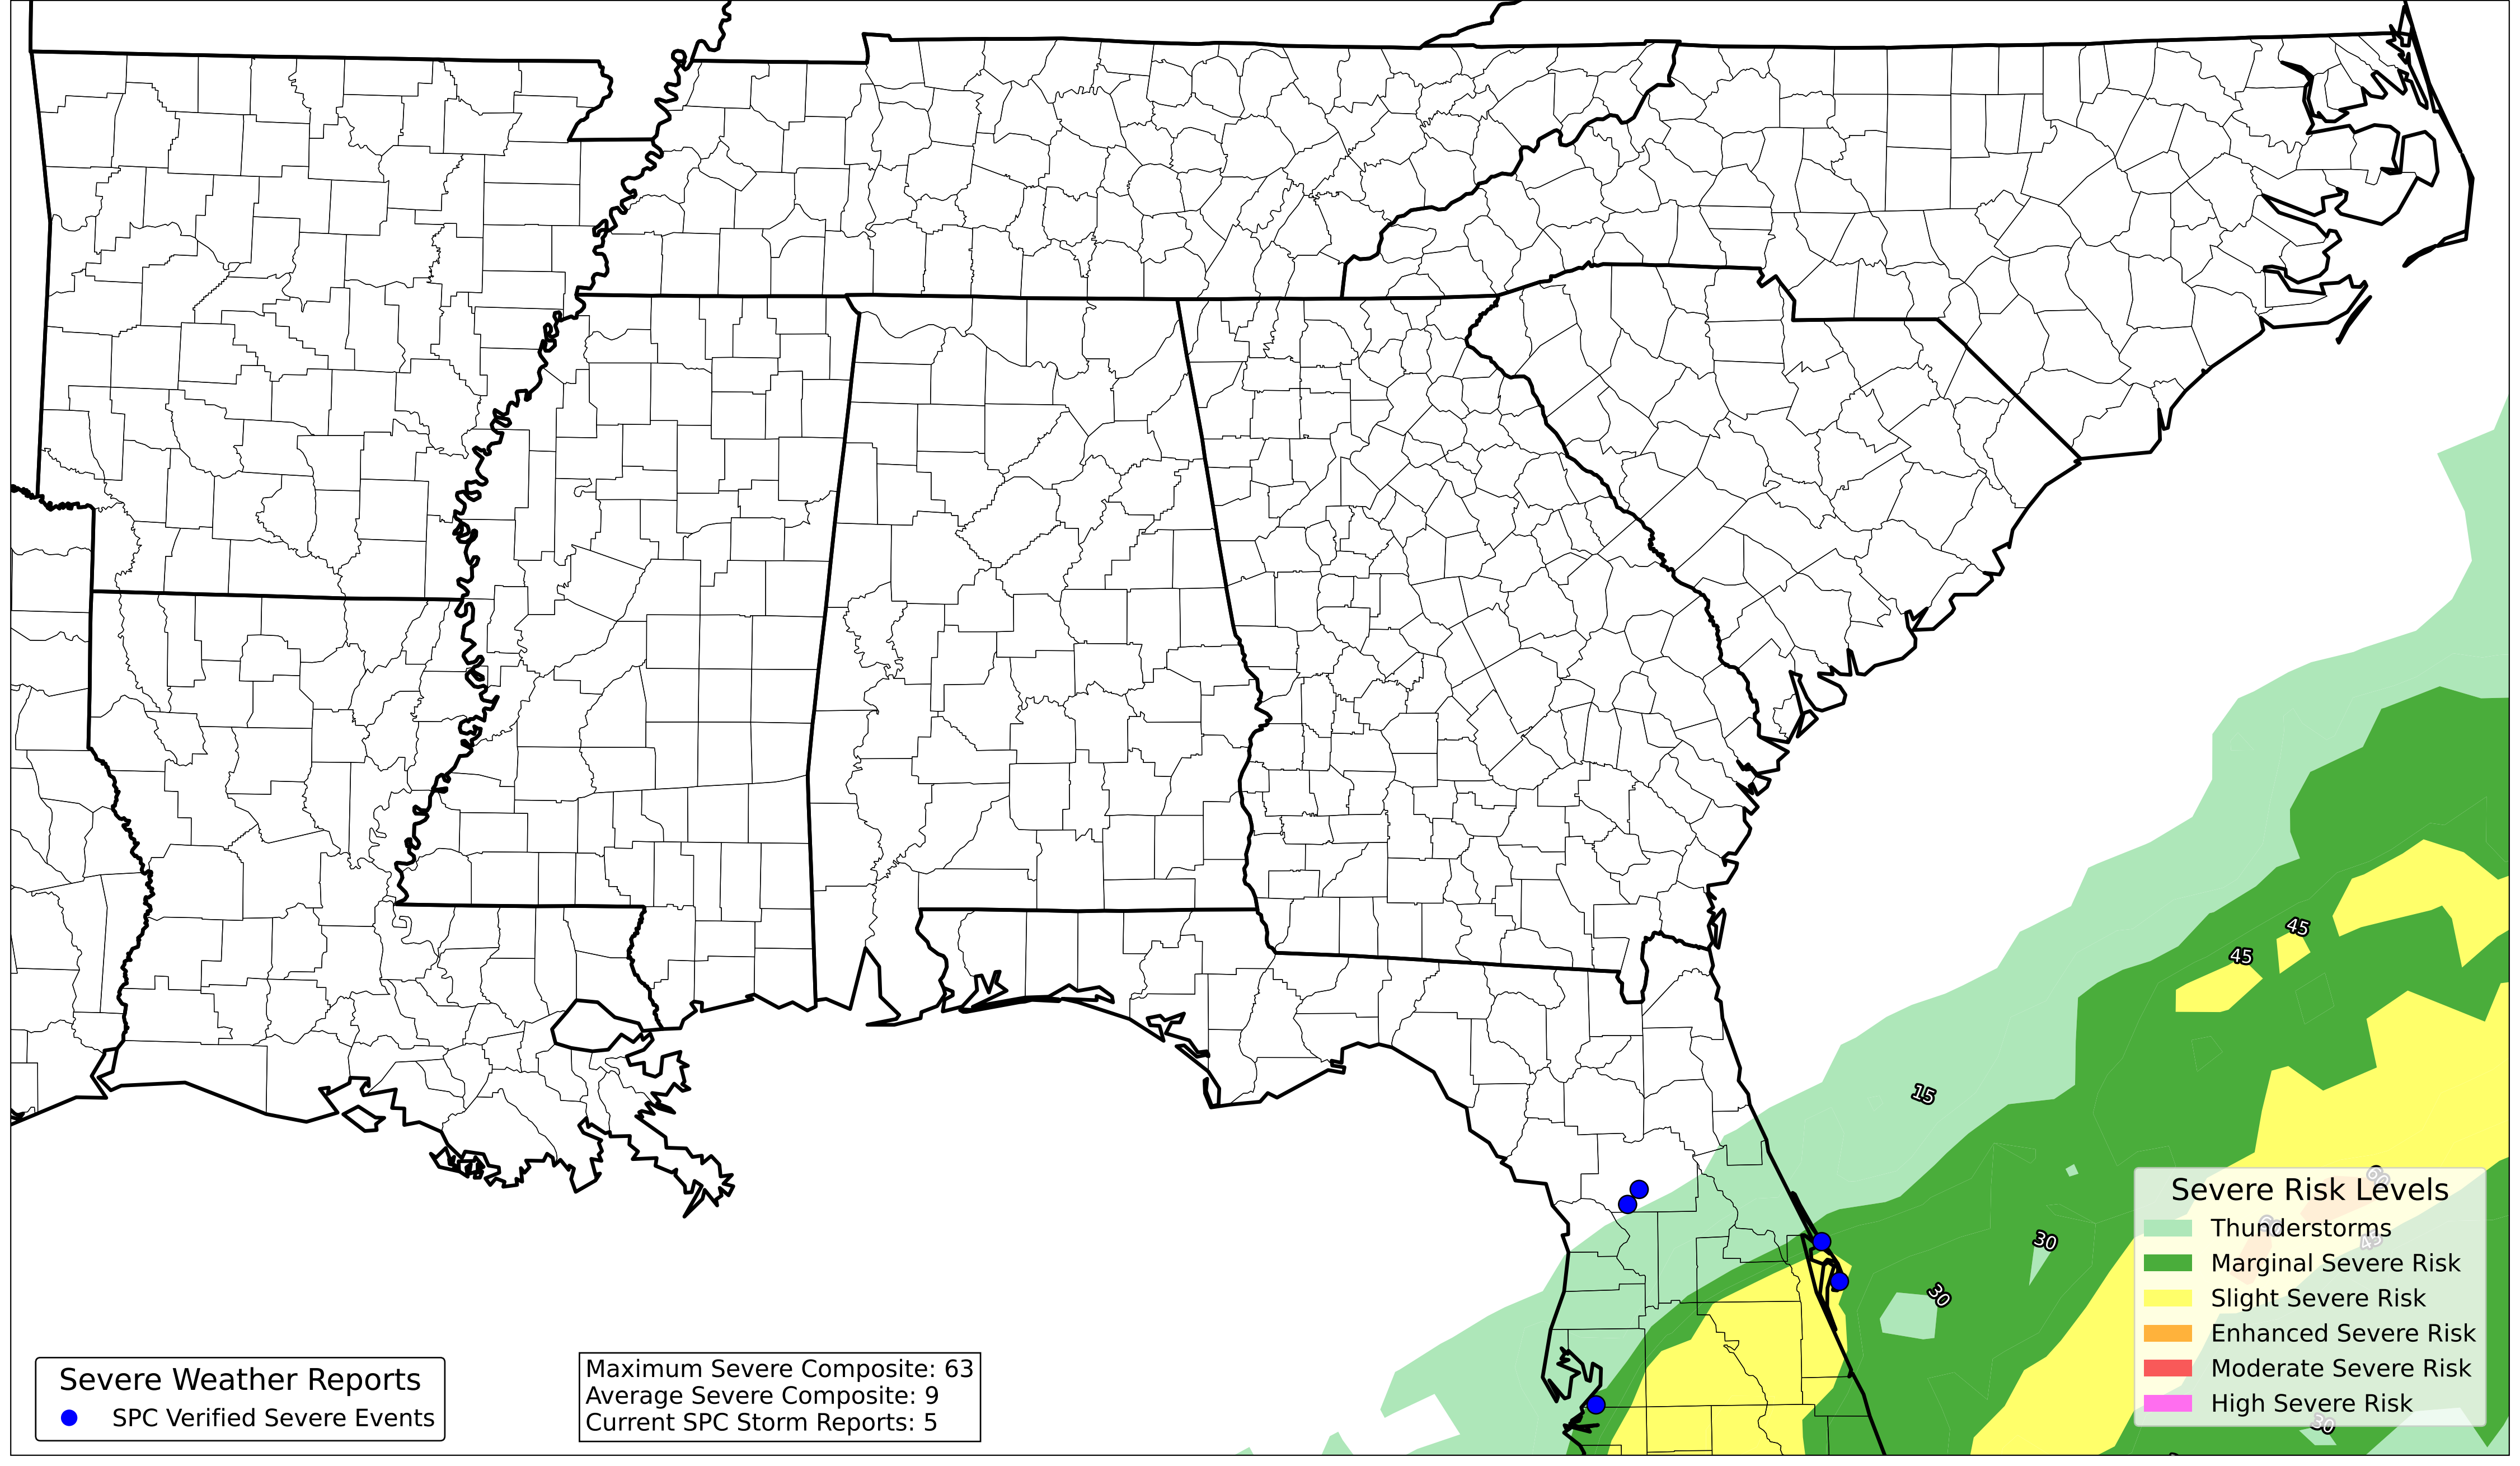 45
45
15
60
30
45
30
30
Severe Risk Levels
Thunderstorms
Marginal Severe Risk
Slight Severe Risk
Enhanced Severe Risk
Moderate Severe Risk
High Severe Risk
Severe Weather Reports
SPC Verified Severe Events
Maximum Severe Composite: 63
Average Severe Composite: 9
Current SPC Storm Reports: 5